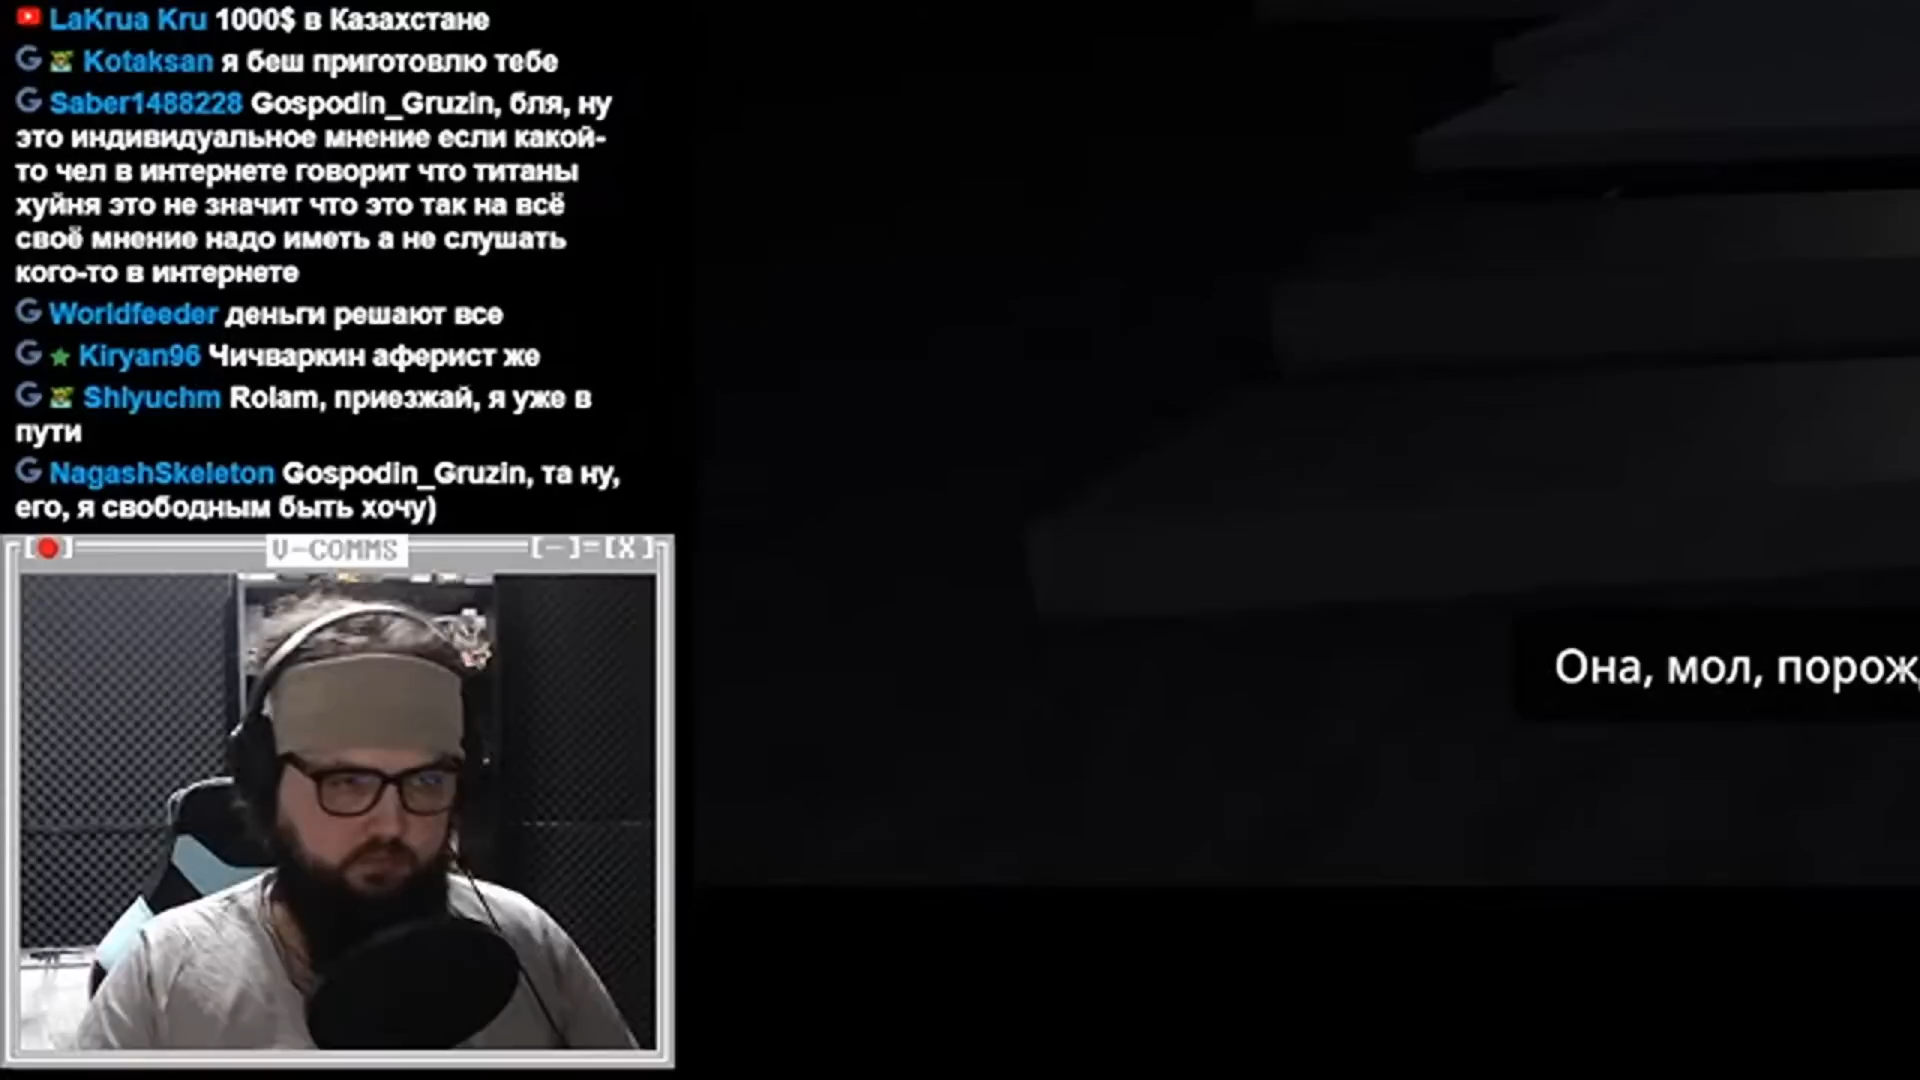 LaKrua Kru 1000$ в Казахстане
Kotaksan я беш приготовлю тебе
Saber1488228 Gospodin_Gruzin, бля, ну
это индивидуальное мнение если какой-
то чел в интернете говорит что титаны
хуйня это не значит что это так на всё
своё мнение надо иметь а не слушать
кого-то в интернете
Worldfeeder деньги решают все
Kiryan96 Чичваркин аферист же
Shlyuchm Rolam, приезжай, я уже в
пути
NagashSkeleton Gospodin_Gruzin, та ну,
его, я свободным быть хочу)
V-COMMS [-]=[X]
Она, мол, порож